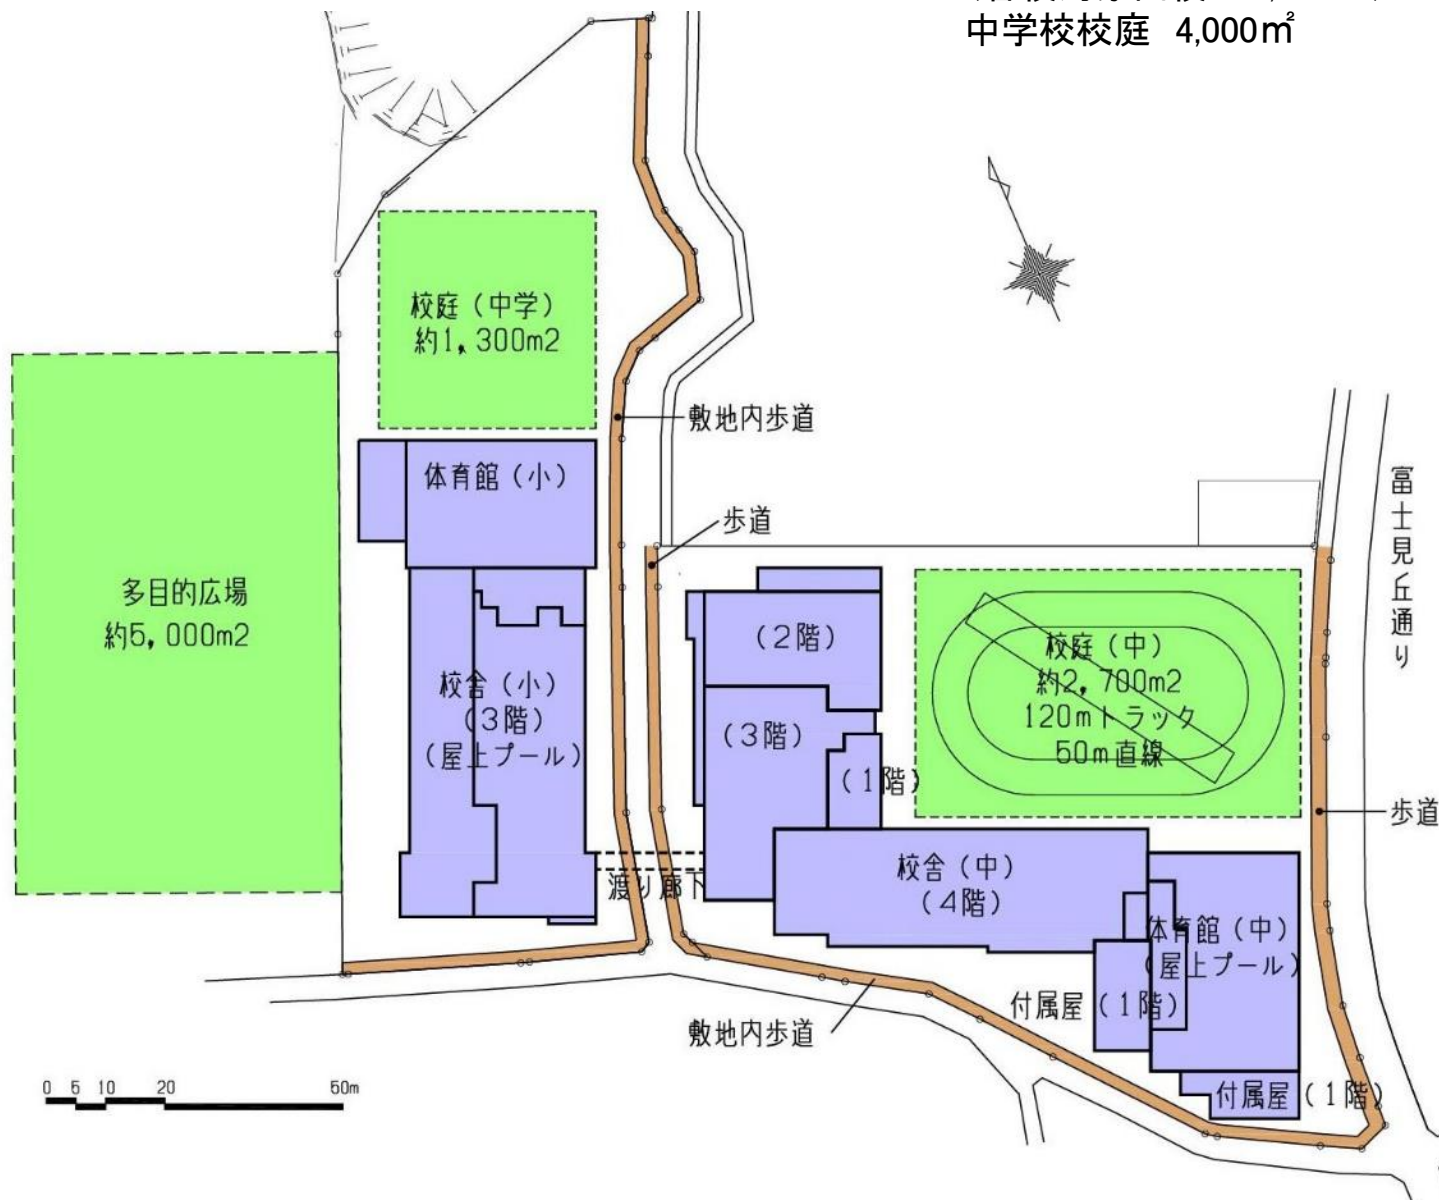 中学校校庭 4,000㎡
校庭(中学)
約1,300m2
敷地内歩道
体育館(小)
歩道
富士見丘通り
多目的広場
約5,000m2
(2階)
校庭(中)
約2,700m2
120mトラック
50m直線
校舎(小)
(3階)
(屋上プール)
(3階)
(1階)
歩道
校舎(中)
(4階)
渡り廊下
体育館(中)
(屋上プール)
付属屋(1階)
敷地内歩道
付属屋(1階)
0 5 10 20 50m